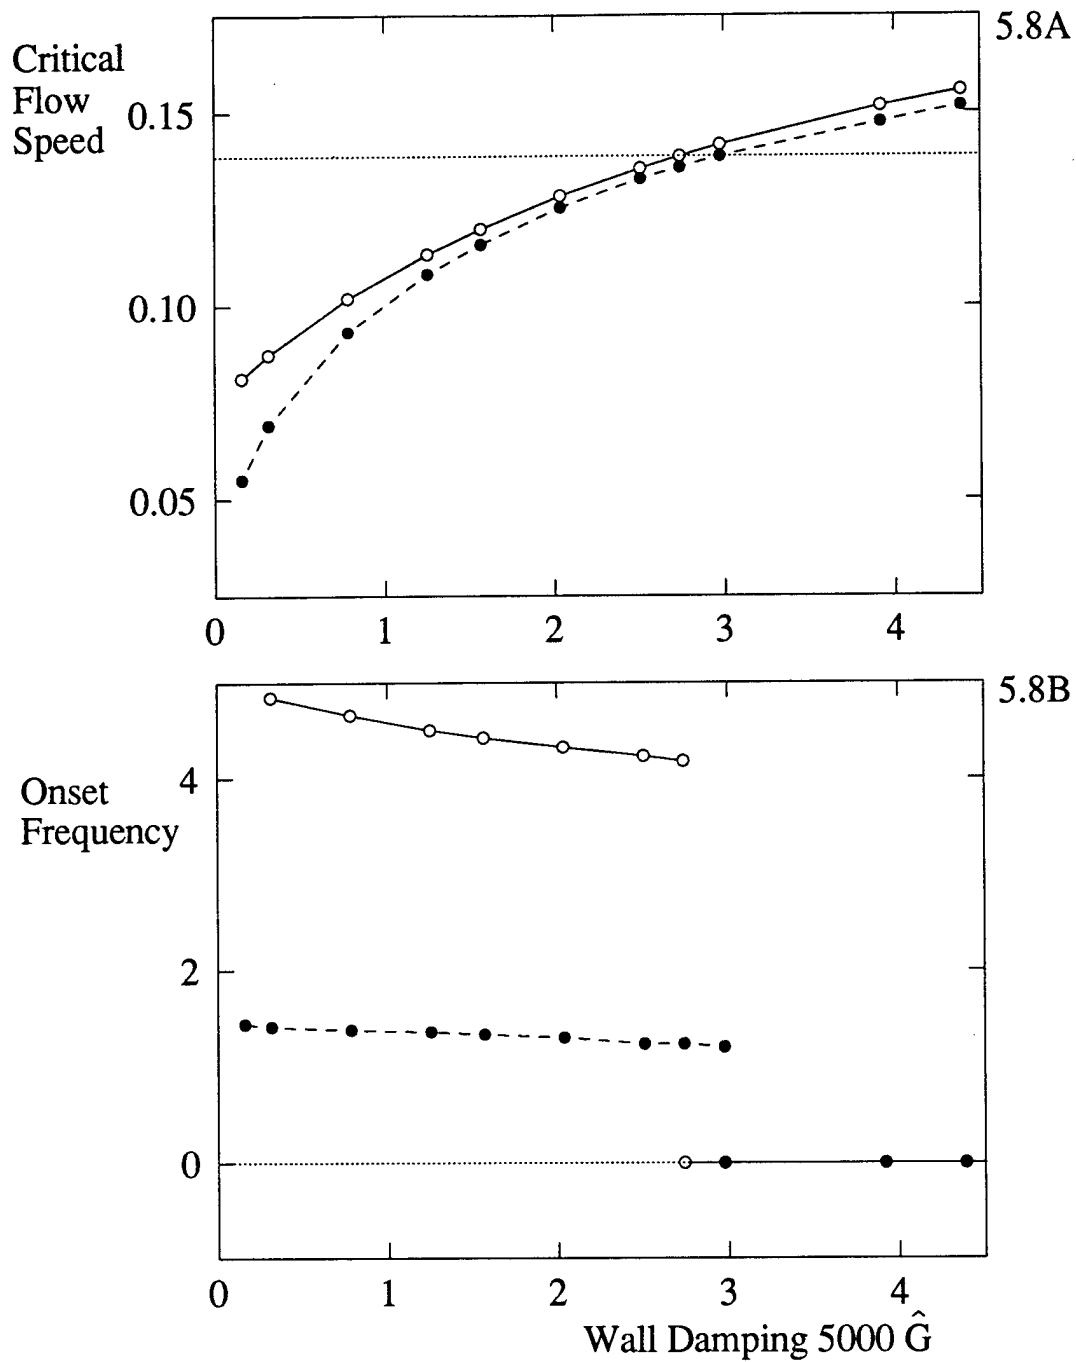 5.8A
Critical
Flow
Speed
0.15
0.10
0.05
0 1 2 3 4
5.8B
Onset
Frequency
4
2
0
0 1 2 3 4
Wall Damping 5000 Ĝ